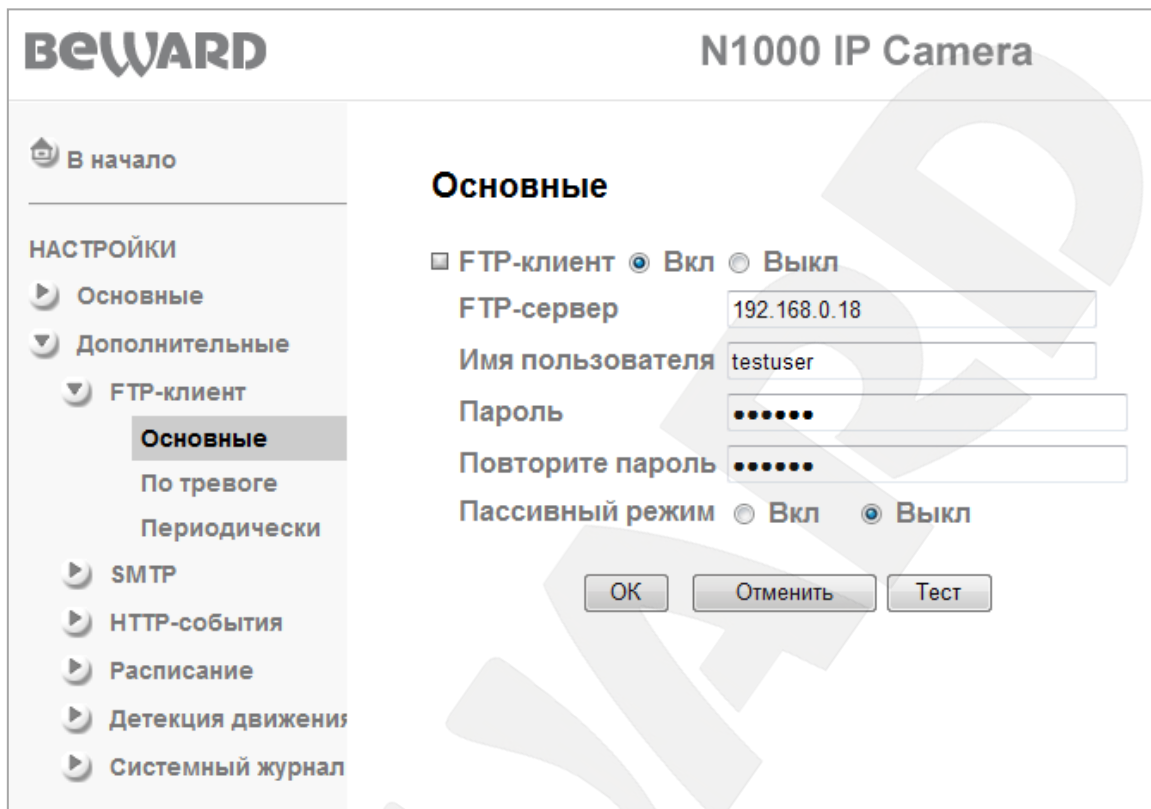 BEWARD
N1000 IP Camera
В начало
НАСТРОЙКИ
Основные
Дополнительные
FTP-клиент
Основные
По тревоге
Периодически
SMTP
HTTP-события
Расписание
Детекция движения
Системный журнал
Основные
FTP-клиент Вкл Выкл
FTP-сервер 192.168.0.18
Имя пользователя testuser
Пароль ••••••
Повторите пароль ••••••
Пассивный режим Вкл Выкл
ОК Отменить Тест